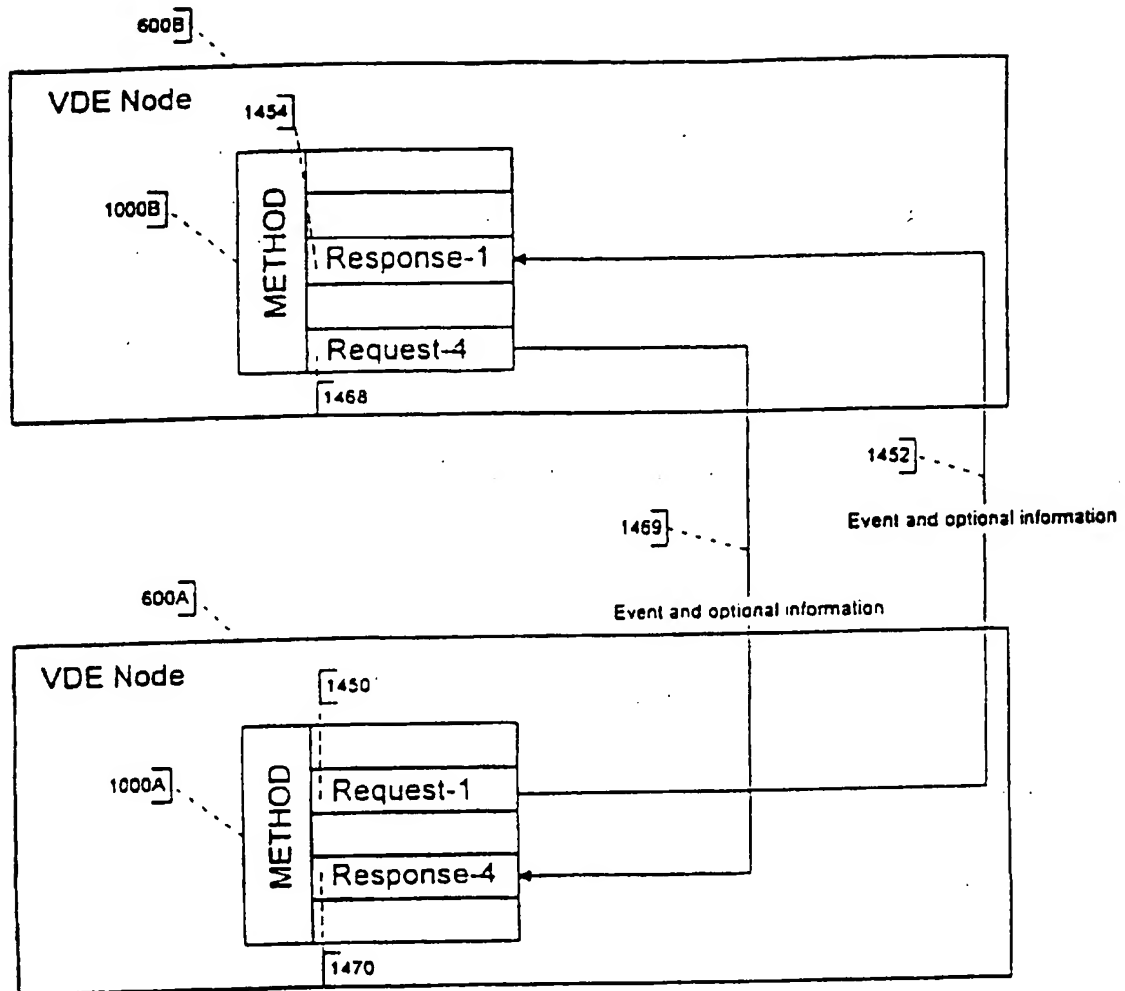 600B
VDE Node
1454
1000B
METHOD
Response-1
Request-4
1468
1452
Event and optional information
1469
600A
Event and optional information
VDE Node
1450
1000A
METHOD
Request-1
Response-4
1470